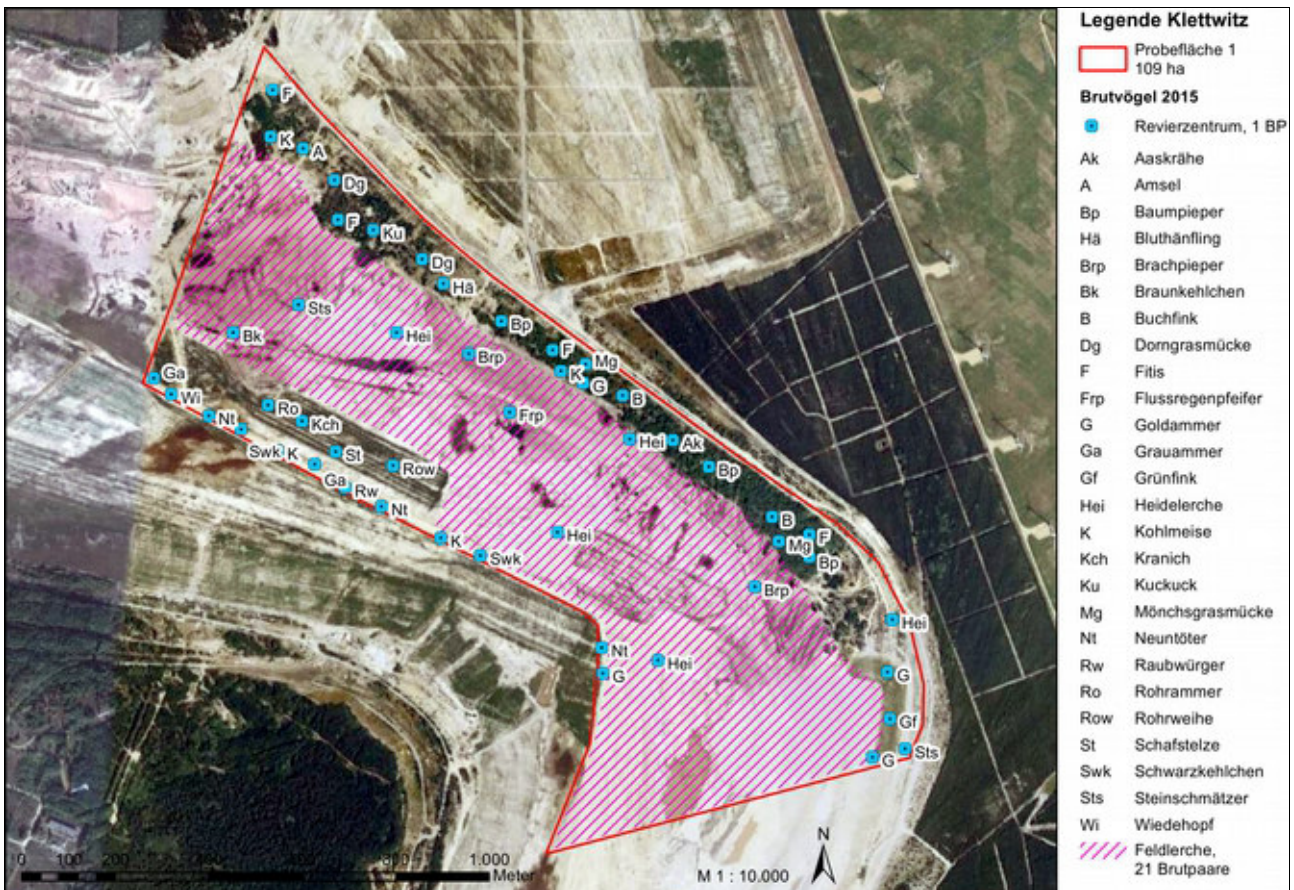 F
K
A
Dg
F
Ku
Dg
Hä
Sts
Bp
Bk
Hei
Brp
F
Mg
K
G
B
Ga
Wi
Ro
Frp
Nt
Kch
Hei
Ak
Swk
K
St
Row
Bp
Ga
Rw
Nt
B
F
Hei
Mg
K
Bp
Swk
Brp
Hei
Nt
Hei
G
G
Gf
Sts
G
0 100 200 400 800 1.000
Meter
M 1 : 10.000
N
Legende Klettwitz
Probefläche 1
109 ha
Brutvögel 2015
Revierzentrum, 1 BP
Ak Aaskrähe
A Amsel
Bp Baumpieper
Hä Bluthänfling
Brp Brachpieper
Bk Braunkehlchen
B Buchfink
Dg Dorngrasmücke
F Fitis
Frp Flussregenpfeifer
G Goldammer
Ga Grauammer
Gf Grünfink
Hei Heidelerche
K Kohlmeise
Kch Kranich
Ku Kuckuck
Mg Mönchsgrasmücke
Nt Neuntöter
Rw Raubwürger
Ro Rohrammer
Row Rohrweihe
St Schafstelze
Swk Schwarzkehlchen
Sts Steinschmätzer
Wi Wiedehopf
Feldlerche,
21 Brutpaare